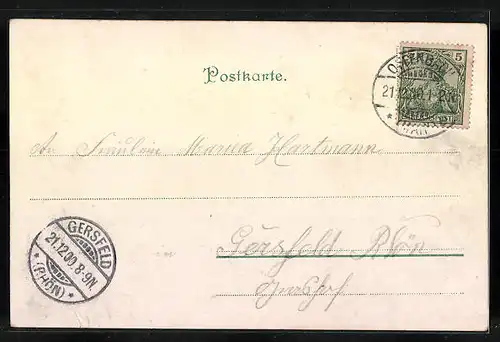 5
Postkarte.
21.12.00.
An Fräulein Maria Hartmann
GERSFELD
21.12.00. 8-9N.
* (RHÖN) *
Gersfeld Rhön